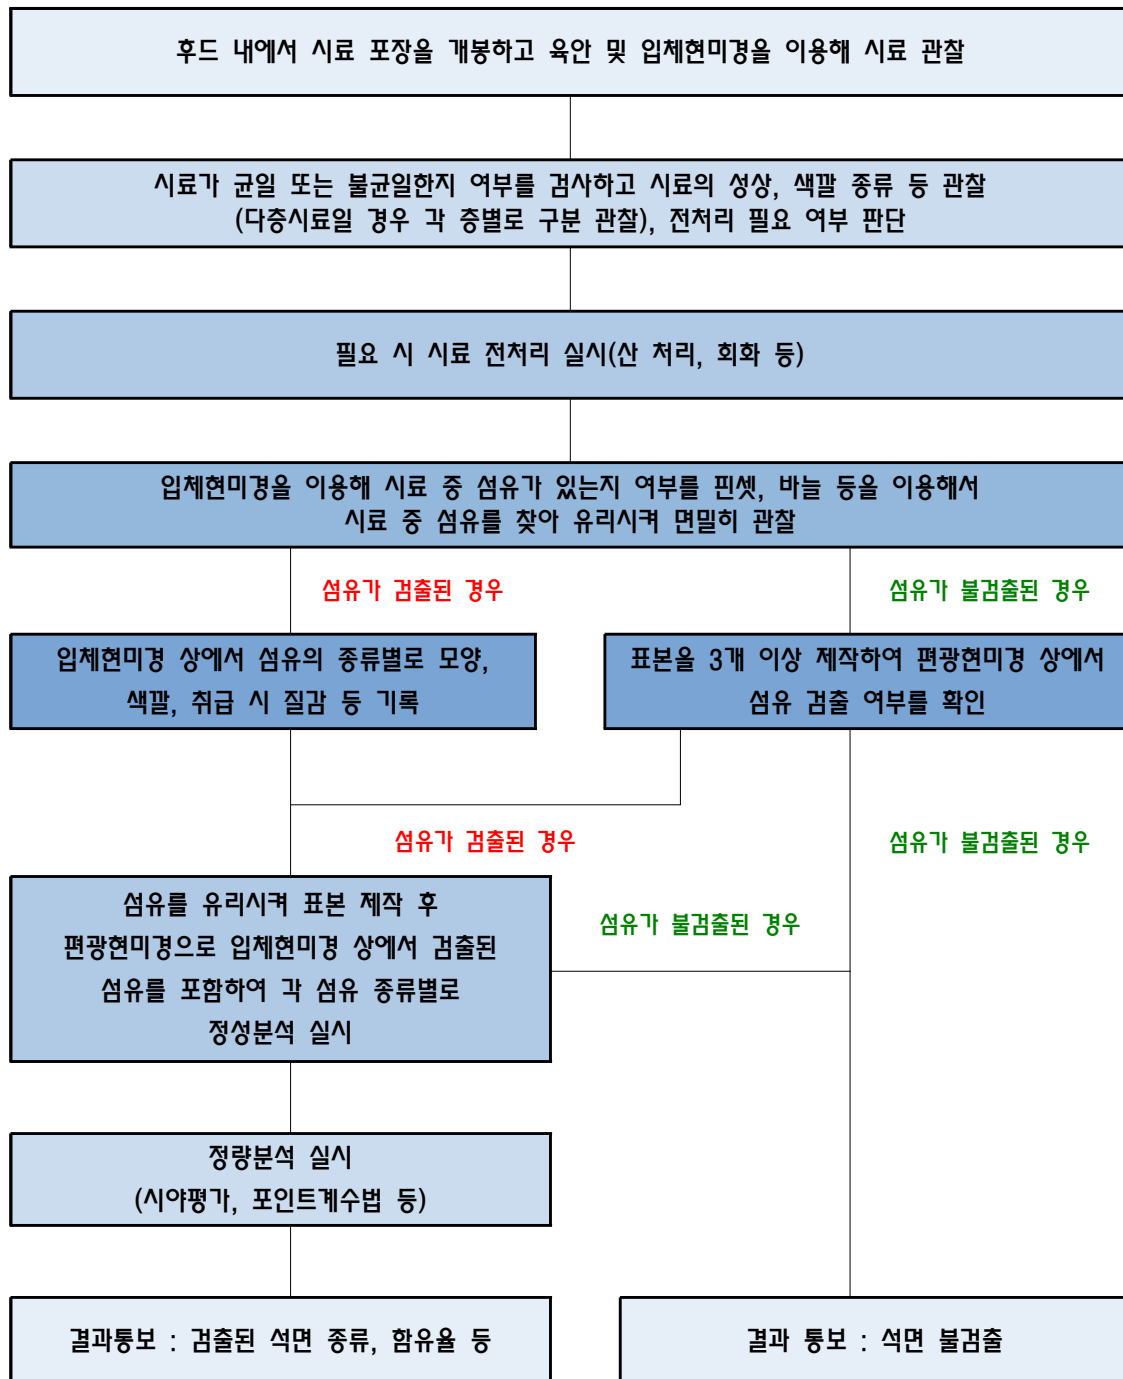 후드 내에서 시료 포장을 개봉하고 육안 및 입체현미경을 이용해 시료 관찰
시료가 균일 또는 불균일한지 여부를 검사하고 시료의 성상, 색깔 종류 등 관찰
(다층시료일 경우 각 층별로 구분 관찰), 전처리 필요 여부 판단
필요 시 시료 전처리 실시(산 처리, 회화 등)
입체현미경을 이용해 시료 중 섬유가 있는지 여부를 핀셋, 바늘 등을 이용해서
시료 중 섬유를 찾아 유리시켜 면밀히 관찰
섬유가 검출된 경우
섬유가 불검출된 경우
입체현미경 상에서 섬유의 종류별로 모양,
색깔, 취급 시 질감 등 기록
표본을 3개 이상 제작하여 편광현미경 상에서
섬유 검출 여부를 확인
섬유가 검출된 경우
섬유가 불검출된 경우
섬유를 유리시켜 표본 제작 후
편광현미경으로 입체현미경 상에서 검출된
섬유를 포함하여 각 섬유 종류별로
정성분석 실시
섬유가 불검출된 경우
정량분석 실시
(시야평가, 포인트계수법 등)
결과통보 : 검출된 석면 종류, 함유율 등
결과 통보 : 석면 불검출